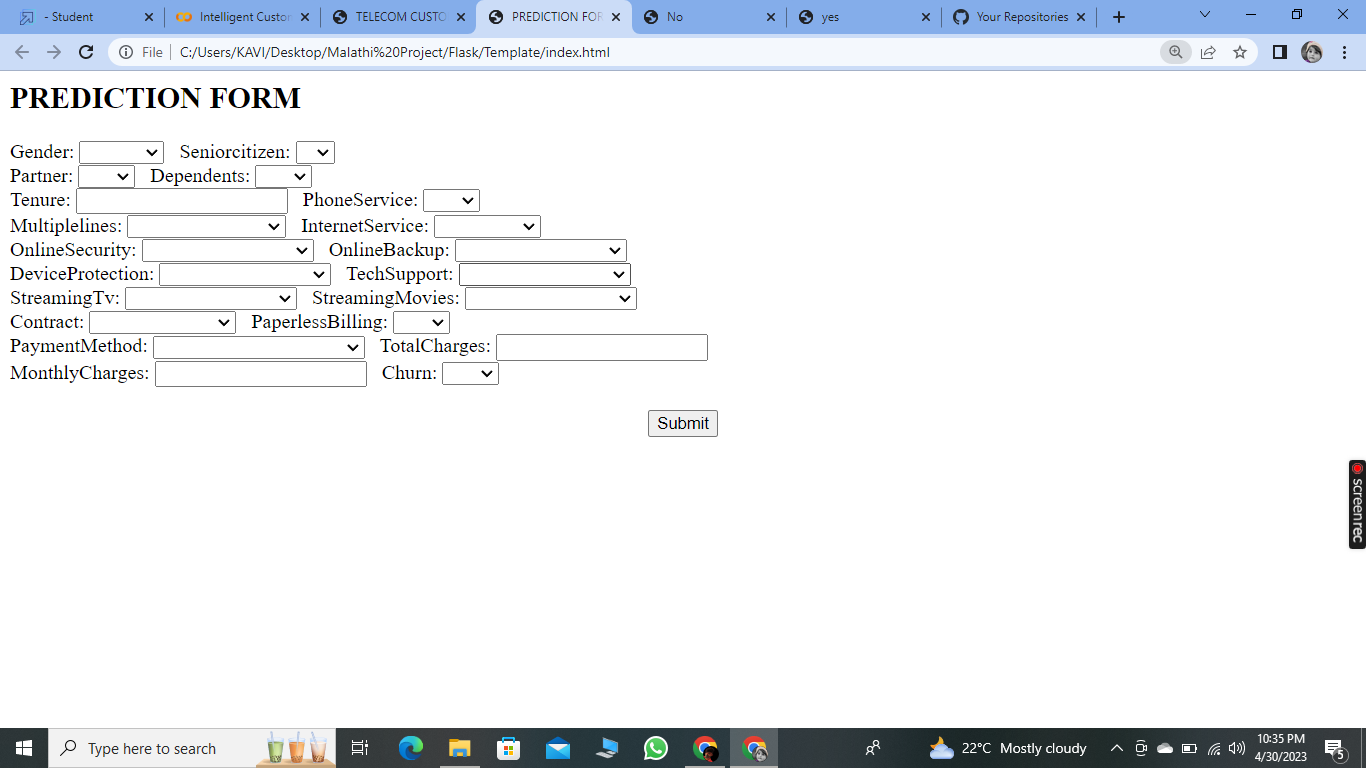 - Student
Intelligent Custor
TELECOM CUSTO
PREDICTION FOR
No
yes
Your Repositories
File
C:/Users/KAVI/Desktop/Malathi%20Project/Flask/Template/index.html
PREDICTION FORM
Gender: Seniorcitizen:
Partner: Dependents:
Tenure: PhoneService:
Multiplelines: InternetService:
OnlineSecurity: OnlineBackup:
DeviceProtection: TechSupport:
StreamingTv: StreamingMovies:
Contract: PaperlessBilling:
PaymentMethod: TotalCharges:
MonthlyCharges: Churn:
Submit
screenrec
Type here to search
22°C Mostly cloudy
10:35 PM
4/30/2023
5